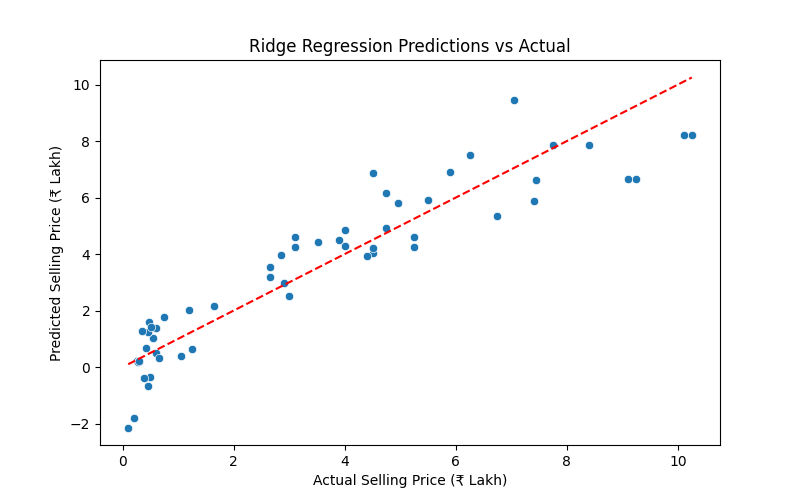 Ridge Regression Predictions vs Actual
Predicted Selling Price (₹ Lakh)
10
8
6
4
2
0
−2
0 2 4 6 8 10
Actual Selling Price (₹ Lakh)